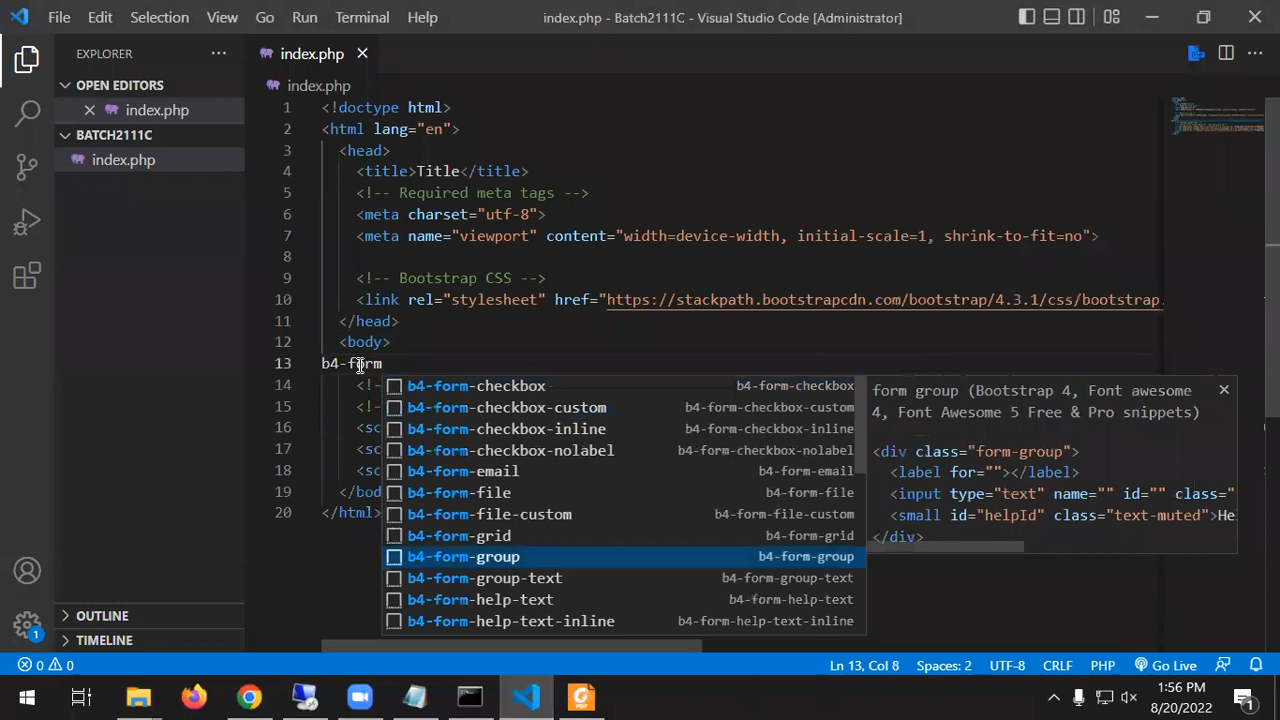 File Edit Selection View Go Run Terminal Help index.php - Batch2111C - Visual Studio Code [Administrator]
EXPLORER ···
index.php
OPEN EDITORS
index.php
BATCH2111C
index.php
index.php
1 <!doctype html>
2 <html lang="en">
3 <head>
4 <title>Title</title>
5 <!-- Required meta tags -->
6 <meta charset="utf-8">
7 <meta name="viewport" content="width=device-width, initial-scale=1, shrink-to-fit=no">
8
9 <!-- Bootstrap CSS -->
10 <link rel="stylesheet" href="https://stackpath.bootstrapcdn.com/bootstrap/4.3.1/css/bootstrap.
11 </head>
12 <body>
13 b4-form
14 <!-
15 <!-
16 <sc
17 <sc
18 <sc
19 </bod
20 </html>
b4-form-checkbox b4-form-checkbox
b4-form-checkbox-custom b4-form-checkbox-custom
b4-form-checkbox-inline b4-form-checkbox-inline
b4-form-checkbox-nolabel b4-form-checkbox-nolabel
b4-form-email b4-form-email
b4-form-file b4-form-file
b4-form-file-custom b4-form-file-custom
b4-form-grid b4-form-grid
b4-form-group b4-form-group
b4-form-group-text b4-form-group-text
b4-form-help-text b4-form-help-text
b4-form-help-text-inline b4-form-help-text-inline
form group (Bootstrap 4, Font awesome
4, Font Awesome 5 Free & Pro snippets)
<div class="form-group">
<label for=""></label>
<input type="text" name="" id="" class="
<small id="helpId" class="text-muted">He
</div>
OUTLINE
TIMELINE
1
0 0 Ln 13, Col 8 Spaces: 2 UTF-8 CRLF PHP Go Live
1:56 PM
8/20/2022
1